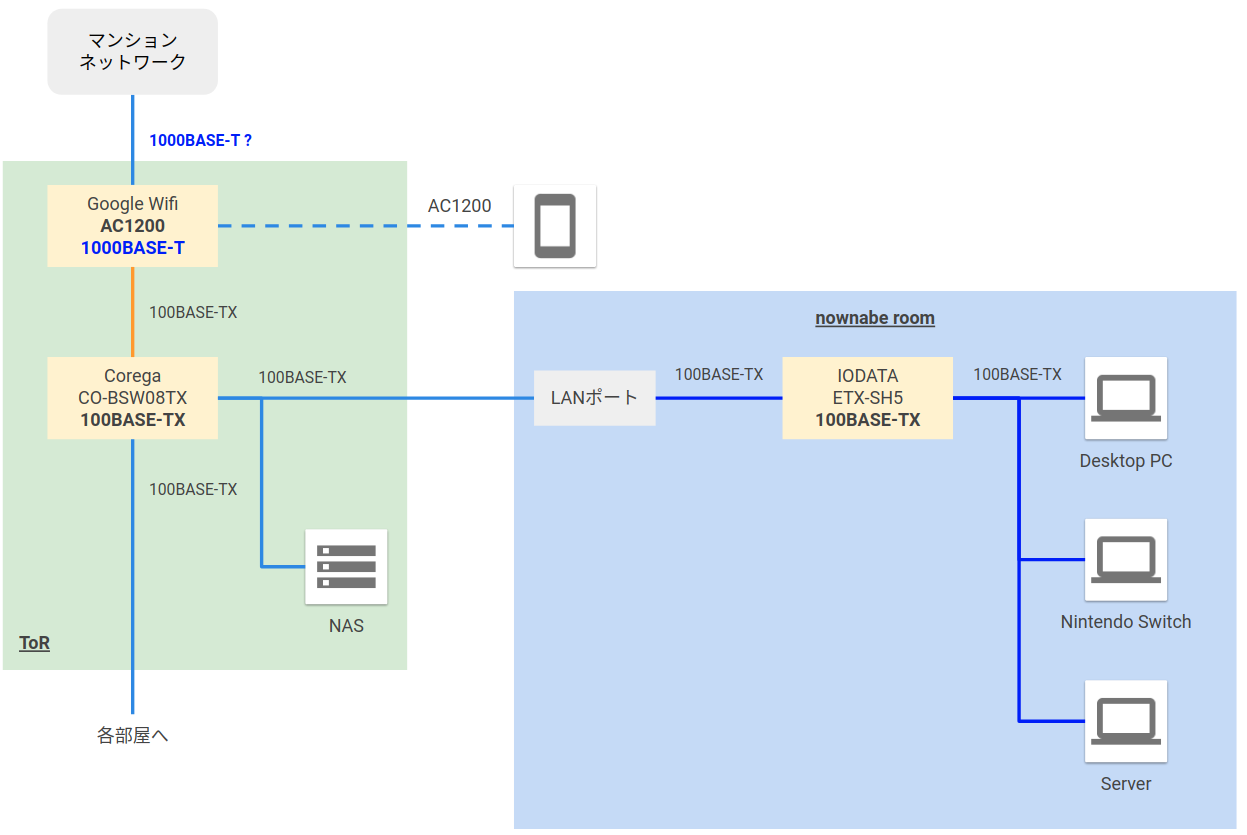 マンション
ネットワーク
1000BASE-T ?
Google Wifi
AC1200
1000BASE-T
AC1200
100BASE-TX
nownabe room
Corega
CO-BSW08TX
100BASE-TX
100BASE-TX
LANポート
100BASE-TX
IODATA
ETX-SH5
100BASE-TX
100BASE-TX
Desktop PC
100BASE-TX
NAS
Nintendo Switch
ToR
各部屋へ
Server